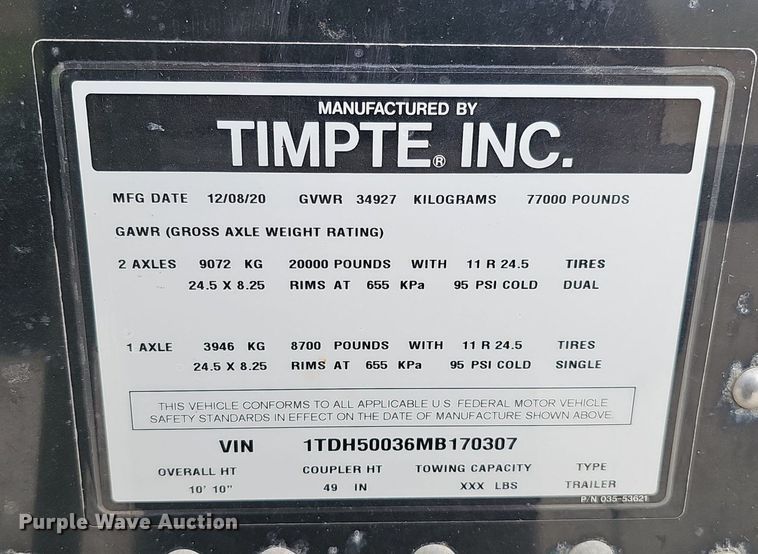 MANUFACTURED BY
TIMPTE® INC.
MFG DATE 12/08/20 GVWR 34927 KILOGRAMS 77000 POUNDS
GAWR (GROSS AXLE WEIGHT RATING)
2 AXLES 9072 KG 20000 POUNDS WITH 11 R 24.5 TIRES
24.5 X 8.25 RIMS AT 655 KPa 95 PSI COLD DUAL
1 AXLE 3946 KG 8700 POUNDS WITH 11 R 24.5 TIRES
24.5 X 8.25 RIMS AT 655 KPa 95 PSI COLD SINGLE
THIS VEHICLE CONFORMS TO ALL APPLICABLE U.S. FEDERAL MOTOR VEHICLE
SAFETY STANDARDS IN EFFECT ON THE DATE OF MANUFACTURE SHOWN ABOVE.
VIN 1TDH50036MB170307
OVERALL HT COUPLER HT TOWING CAPACITY TYPE
10' 10" 49 IN XXX LBS TRAILER
P/N 035-53621
Purple Wave Auction